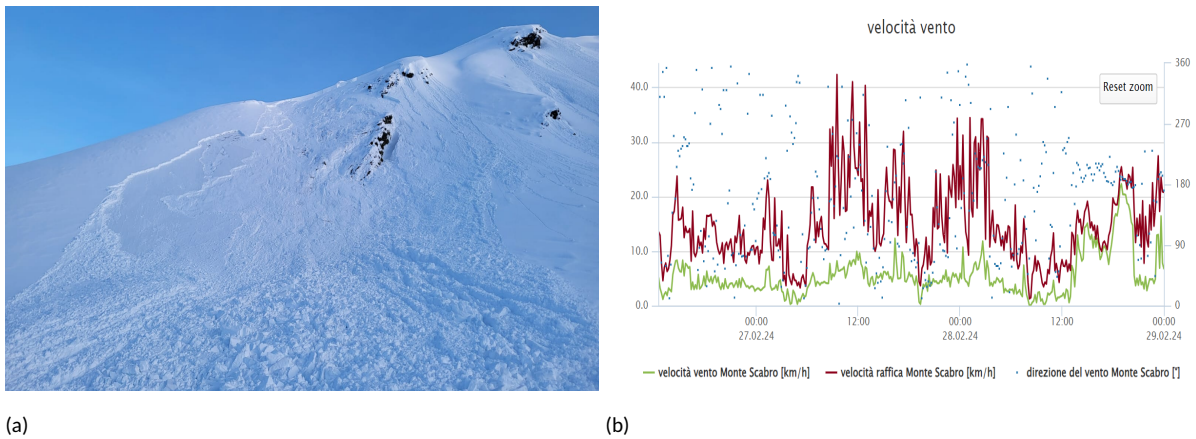 velocità vento
40.0
30.0
20.0
10.0
0.0
360
270
180
90
0
Reset zoom
00:00
27.02.24
12:00
00:00
28.02.24
12:00
00:00
29.02.24
velocità vento Monte Scabro [km/h]
velocità raffica Monte Scabro [km/h]
direzione del vento Monte Scabro [°]
(a)
(b)